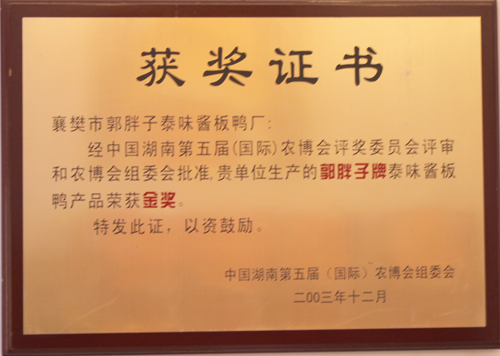 获奖证书
襄樊市郭胖子泰味酱板鸭厂:
经中国湖南第五届(国际)农博会评奖委员会评审
和农博会组委会批准,贵单位生产的郭胖子牌泰味酱板
鸭产品荣获金奖。
特发此证，以资鼓励。
中国湖南第五届（国际）农博会组委会
二00三年十二月